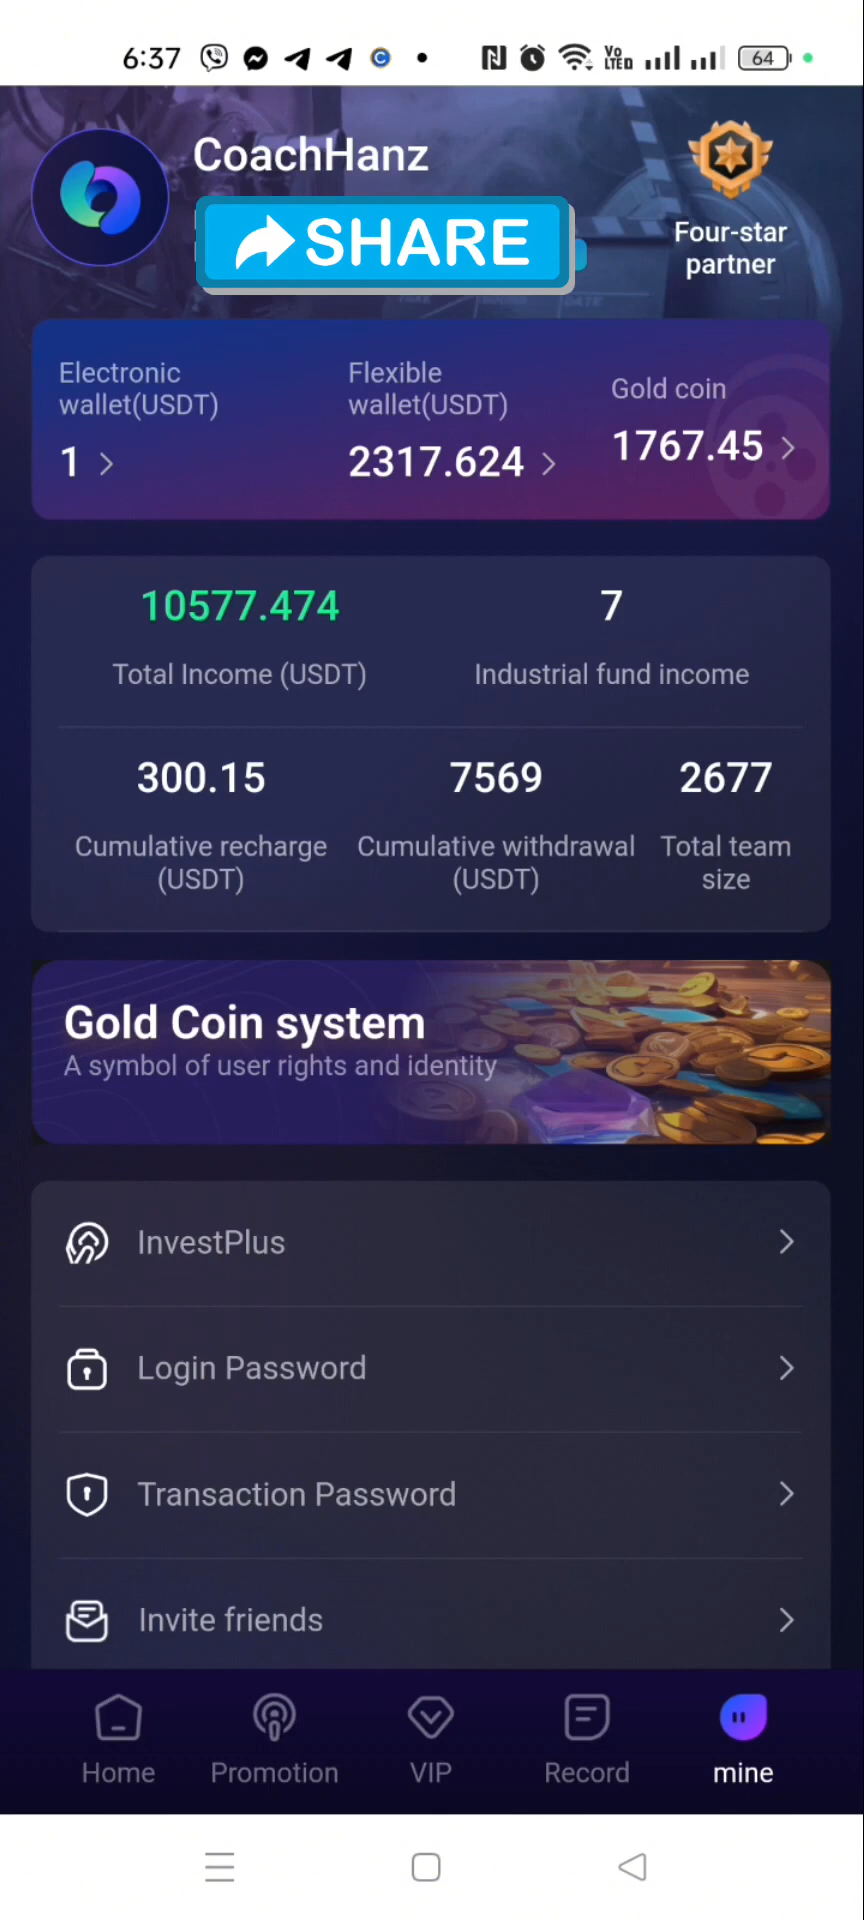 6:37 VoLTED 64
CoachHanz
SHARE
Four-star
partner
Electronic
wallet(USDT)
1
Flexible
wallet(USDT)
2317.624
Gold coin
1767.45
10577.474
Total Income (USDT)
7
Industrial fund income
300.15
Cumulative recharge
(USDT)
7569
Cumulative withdrawal
(USDT)
2677
Total team
size
Gold Coin system
A symbol of user rights and identity
InvestPlus
Login Password
Transaction Password
Invite friends
Home
Promotion
VIP
Record
mine